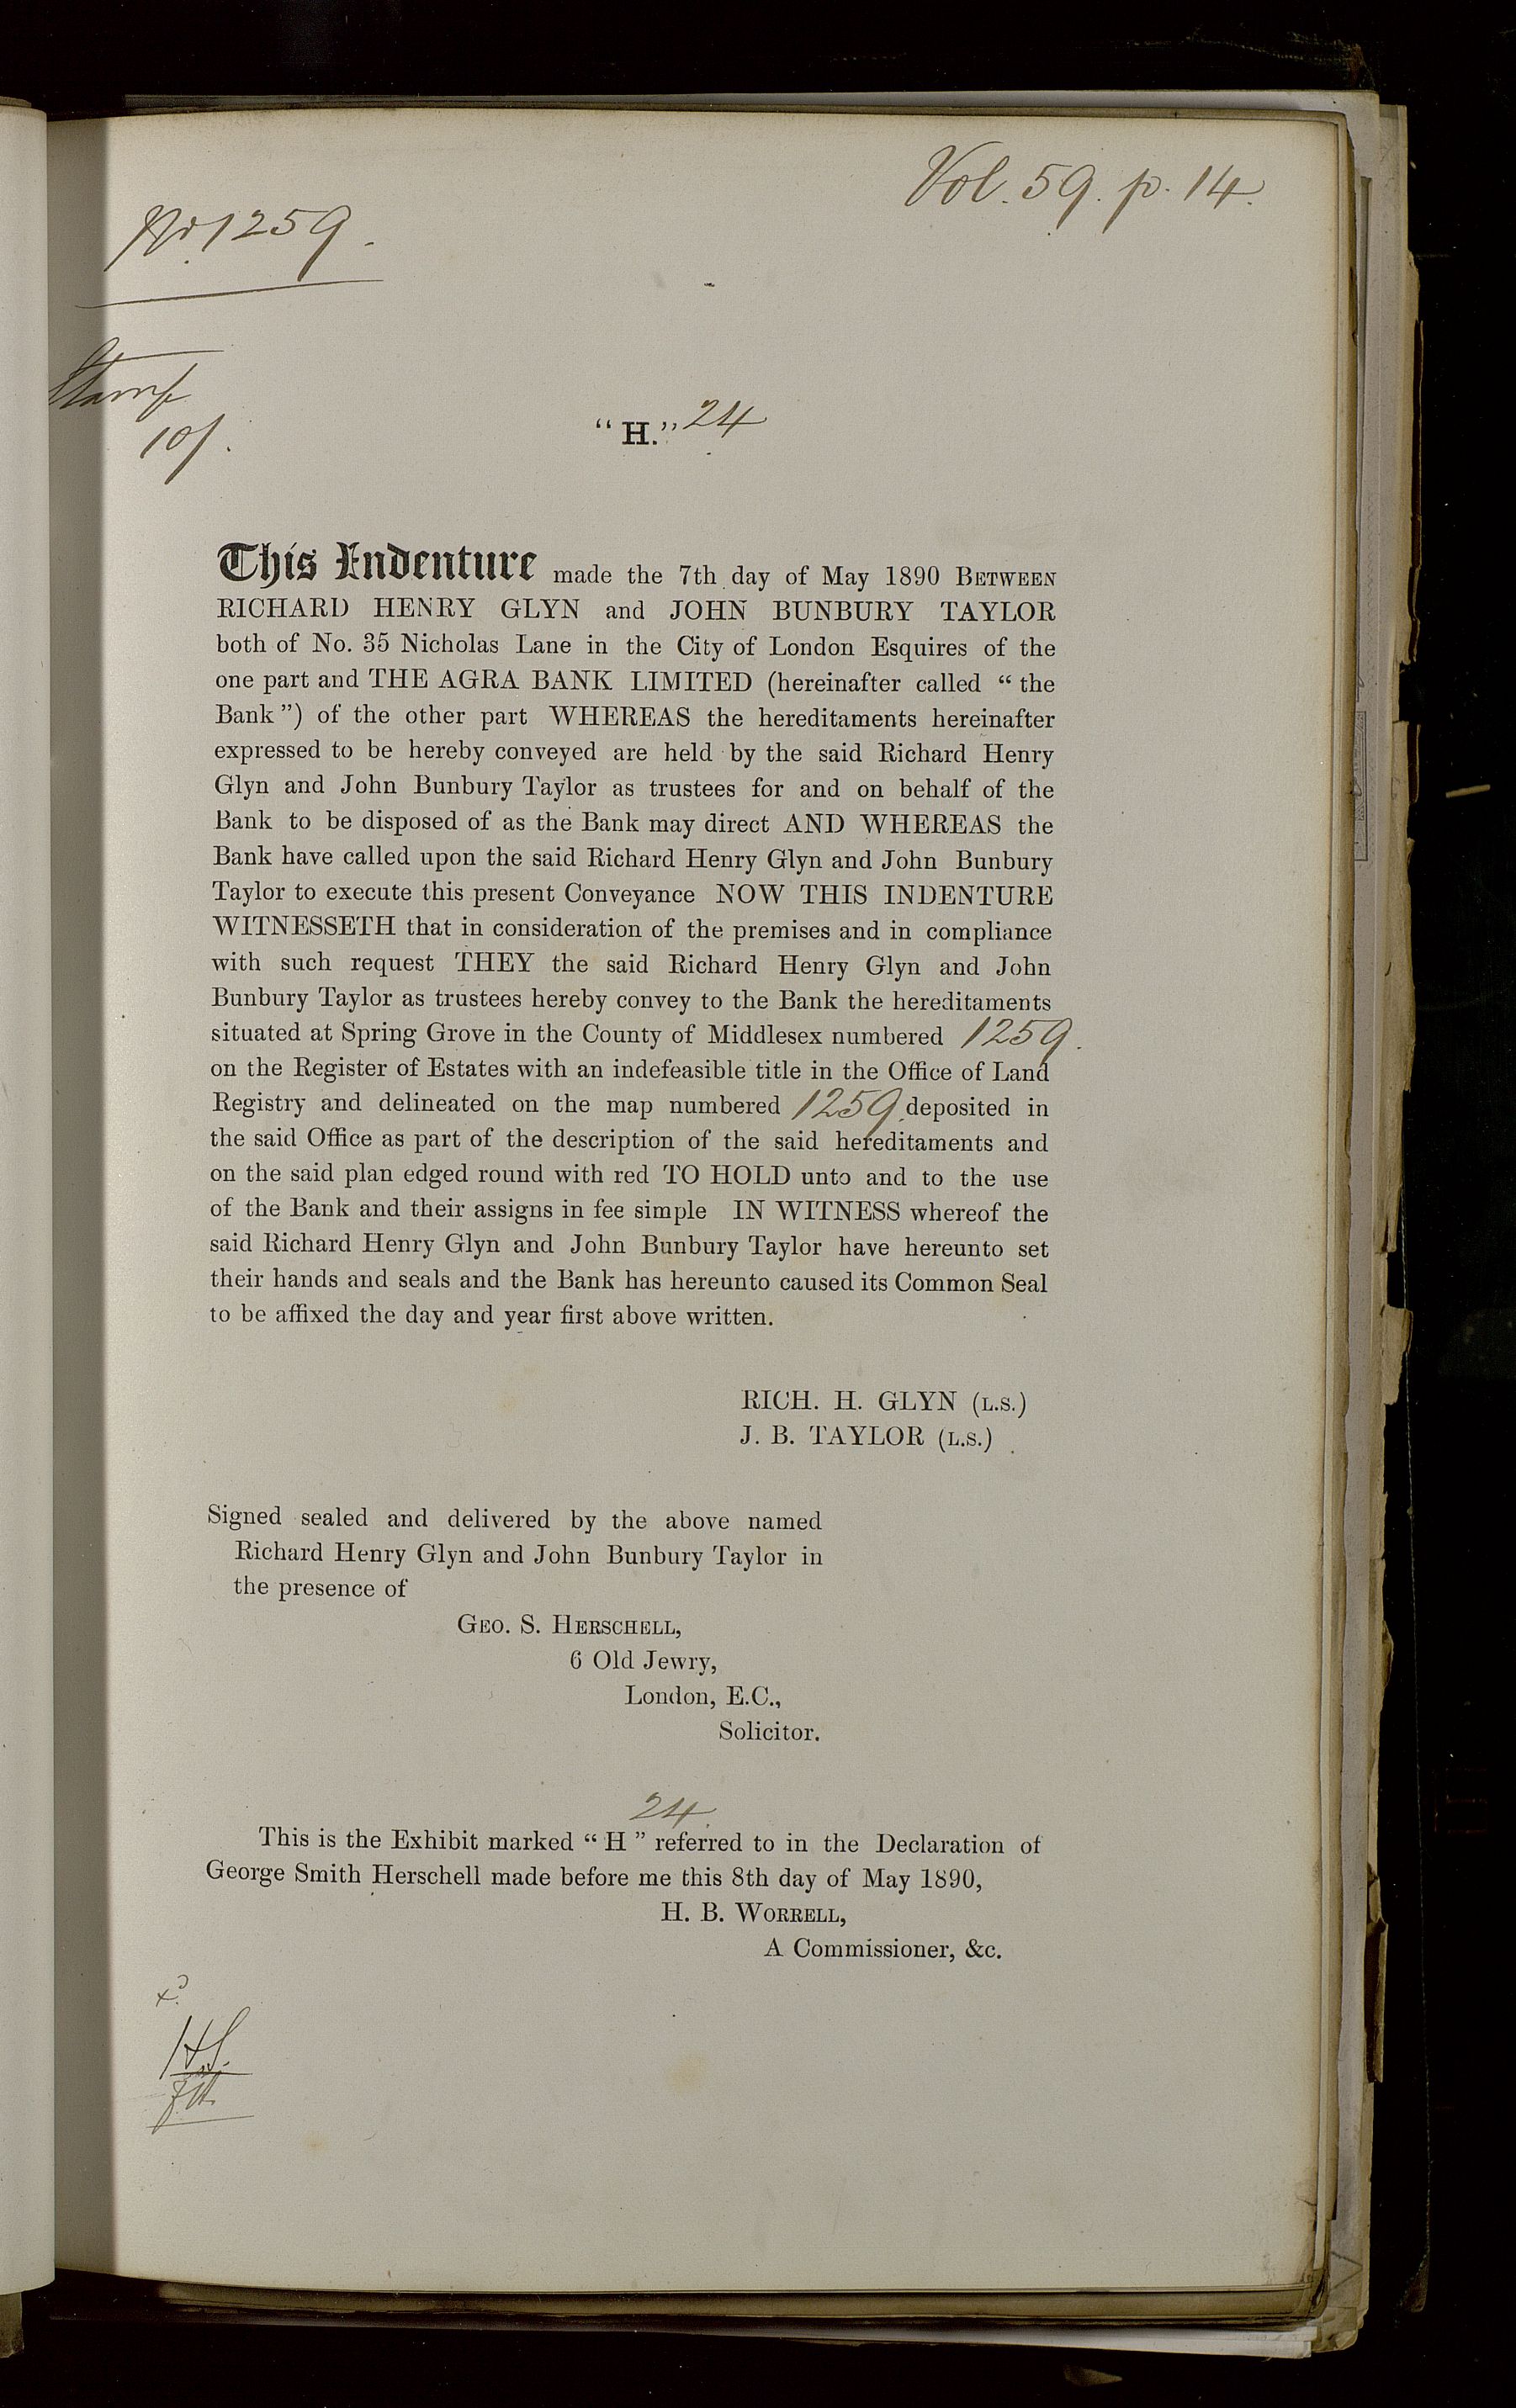 Vol. 59. p. 14.
No 1259.
Stamp
10/.
“H.” 24
This Indenture made the 7th day of May 1890 BETWEEN
RICHARD HENRY GLYN and JOHN BUNBURY TAYLOR
both of No. 35 Nicholas Lane in the City of London Esquires of the
one part and THE AGRA BANK LIMITED (hereinafter called “the
Bank”) of the other part WHEREAS the hereditaments hereinafter
expressed to be hereby conveyed are held by the said Richard Henry
Glyn and John Bunbury Taylor as trustees for and on behalf of the
Bank to be disposed of as the Bank may direct AND WHEREAS the
Bank have called upon the said Richard Henry Glyn and John Bunbury
Taylor to execute this present Conveyance NOW THIS INDENTURE
WITNESSETH that in consideration of the premises and in compliance
with such request THEY the said Richard Henry Glyn and John
Bunbury Taylor as trustees hereby convey to the Bank the hereditaments
situated at Spring Grove in the County of Middlesex numbered 1259.
on the Register of Estates with an indefeasible title in the Office of Land
Registry and delineated on the map numbered 1259 deposited in
the said Office as part of the description of the said hereditaments and
on the said plan edged round with red TO HOLD unto and to the use
of the Bank and their assigns in fee simple IN WITNESS whereof the
said Richard Henry Glyn and John Bunbury Taylor have hereunto set
their hands and seals and the Bank has hereunto caused its Common Seal
to be affixed the day and year first above written.
RICH. H. GLYN (L.S.)
J. B. TAYLOR (L.S.)
Signed sealed and delivered by the above named
Richard Henry Glyn and John Bunbury Taylor in
the presence of
GEO. S. HERSCHELL,
6 Old Jewry,
London, E.C.,
Solicitor.
24
This is the Exhibit marked “H” referred to in the Declaration of
George Smith Herschell made before me this 8th day of May 1890,
H. B. WORRELL,
A Commissioner, &c.